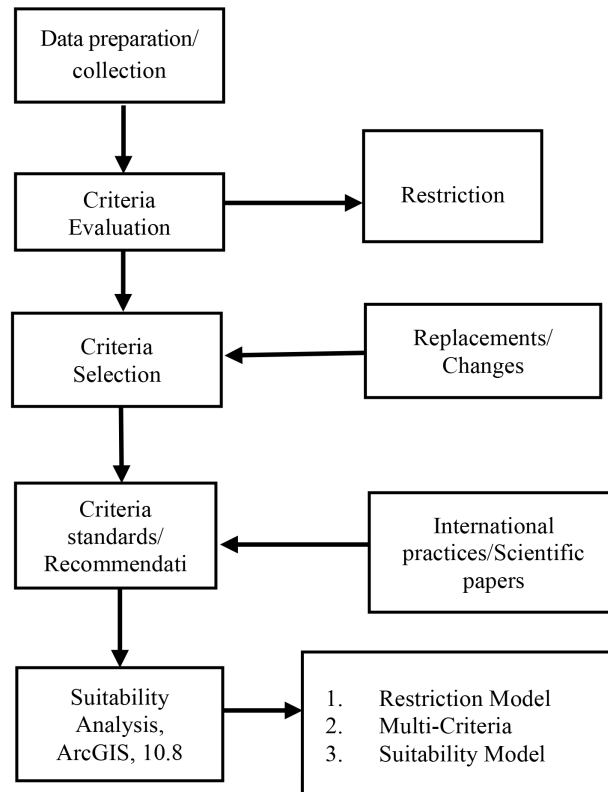 Data preparation/
collection
Criteria
Evaluation
Restriction
Criteria
Selection
Replacements/
Changes
Criteria
standards/
Recommendati
International
practices/Scientific
papers
Suitability
Analysis,
ArcGIS, 10.8
1. Restriction Model
2. Multi-Criteria
3. Suitability Model